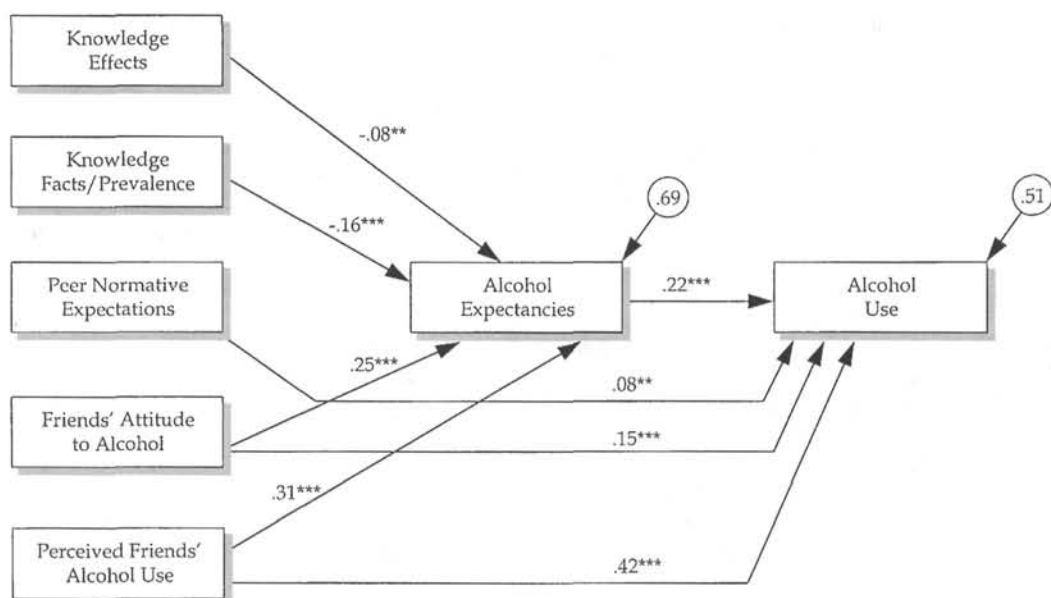 Knowledge
Effects
-.08**
Knowledge
Facts/Prevalence
-.16***
.69
.51
Peer Normative
Expectations
Alcohol
Expectancies
.22***
Alcohol
Use
.25***
.08**
Friends' Attitude
to Alcohol
.15***
.31***
Perceived Friends'
Alcohol Use
.42***